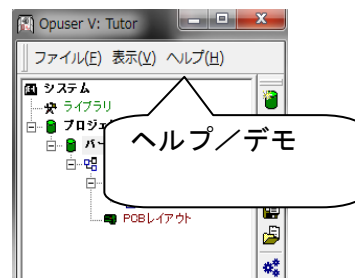 Opuser V: Tutor
ファイル(F) 表示(V) ヘルプ(H)
システム
ライブラリ
プロジェ
バー
ヘルプ／デモ
PCBレイアウト